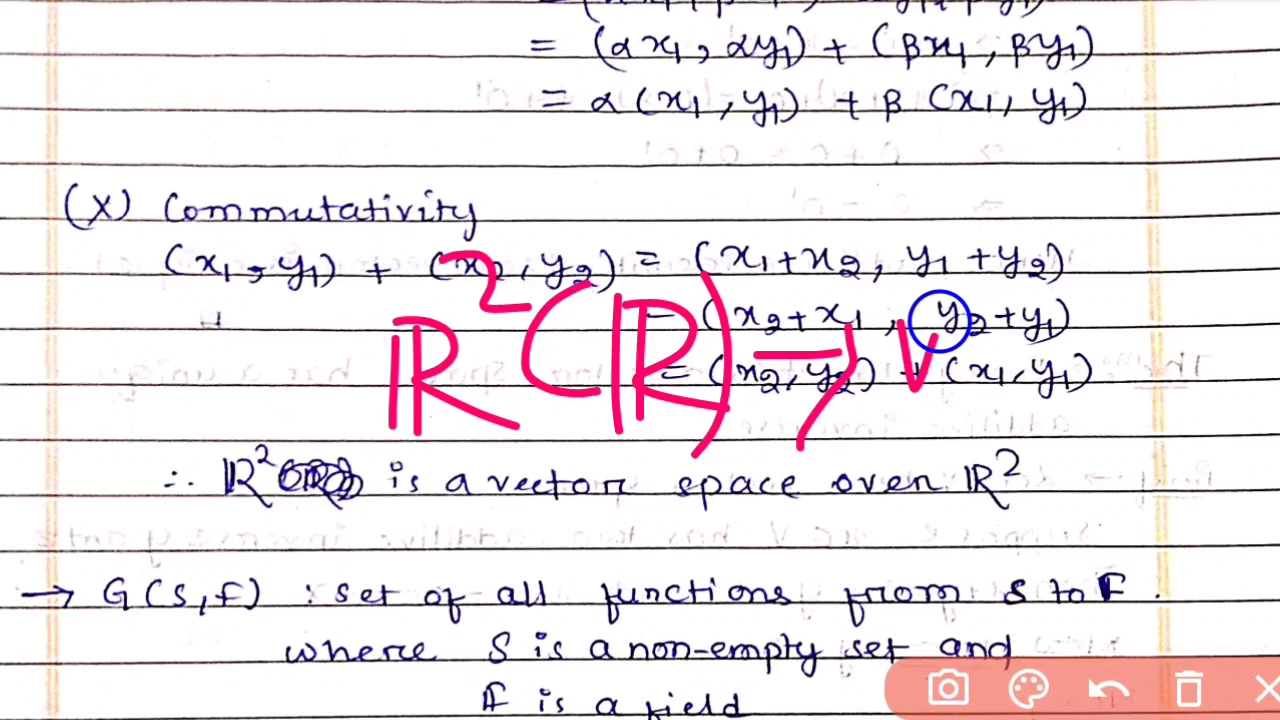 = (αx₁, αy₁) + (βx₁, βy₁)
= α(x₁, y₁) + β (x₁, y₁)
(X) Commutativity
(x₁, y₁) + (x₂, y₂) = (x₁+x₂, y₁+y₂)
= (x₂+x₁, y₂+y₁)
= (x₂, y₂) + (x₁, y₁)
ℝ²(ℝ) → V
∴ ℝ² is a vector space over ℝ²
→ G(S, F) : set of all functions from S to F.
where S is a non-empty set and
F is a field